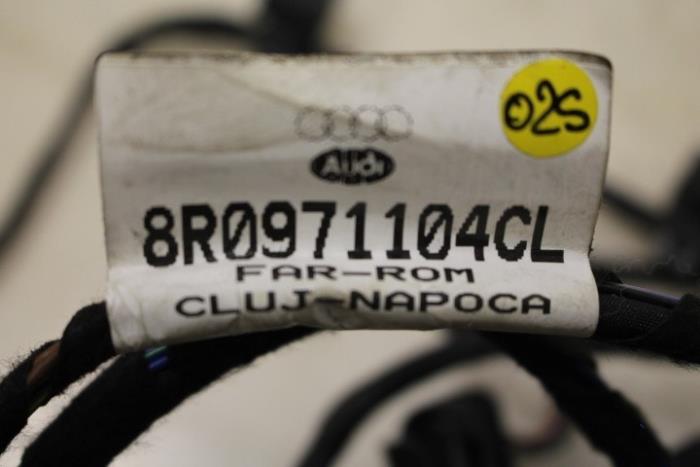 02S
Audi
8R0971104CL
FAR-ROM
CLUJ-NAPOCA